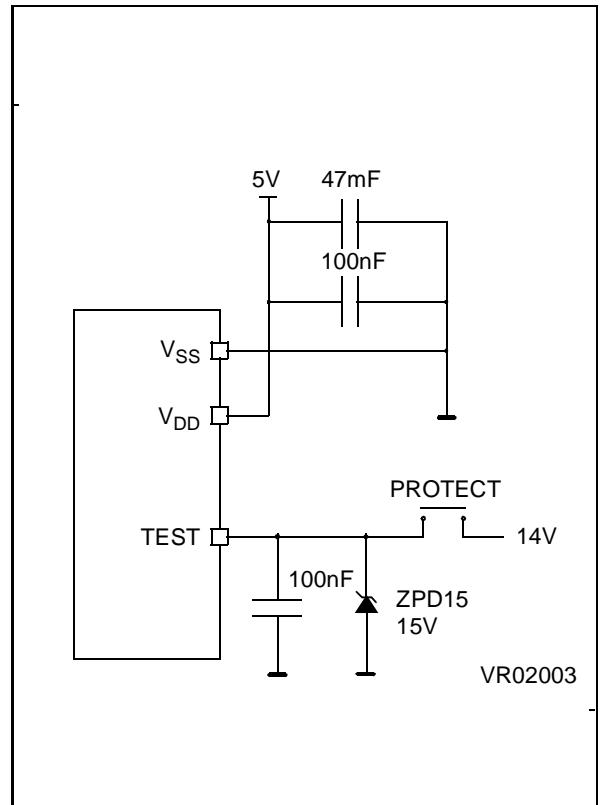 5V 47mF
100nF
VSS
VDD
PROTECT
TEST 14V
100nF ZPD15
15V
VR02003